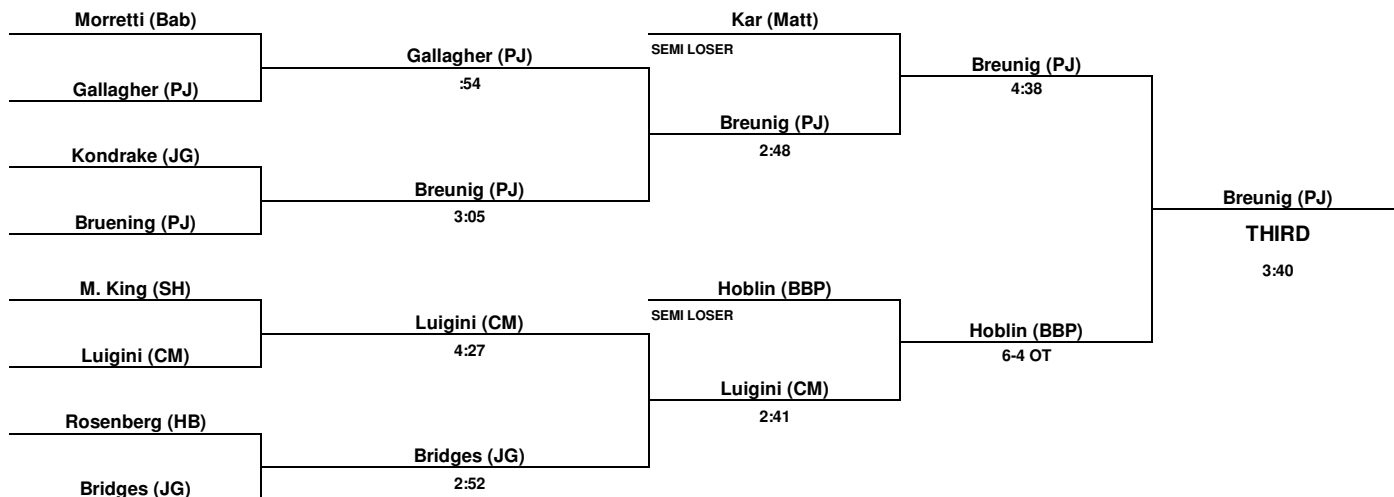 Morretti (Bab)
Kar (Matt)
SEMI LOSER
Gallagher (PJ)
:54
Breunig (PJ)
4:38
Gallagher (PJ)
Breunig (PJ)
2:48
Kondrake (JG)
Breunig (PJ)
3:05
Breunig (PJ)
THIRD
3:40
Bruening (PJ)
M. King (SH)
Hoblin (BBP)
SEMI LOSER
Luigini (CM)
4:27
Hoblin (BBP)
6-4 OT
Luigini (CM)
Luigini (CM)
2:41
Rosenberg (HB)
Bridges (JG)
2:52
Bridges (JG)